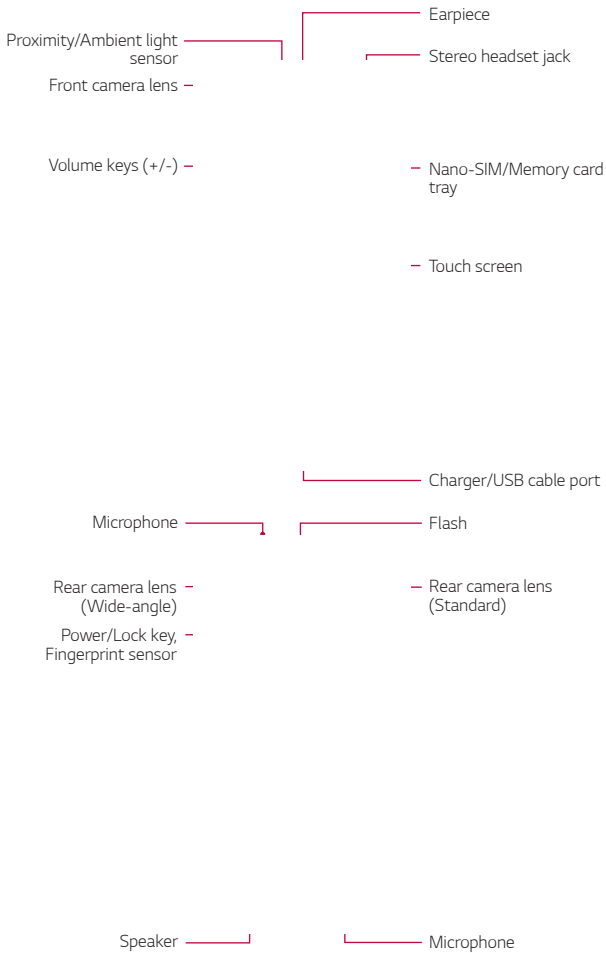 Earpiece
Proximity/Ambient light
sensor
Stereo headset jack
Front camera lens
Volume keys (+/-)
Nano-SIM/Memory card
tray
Touch screen
Charger/USB cable port
Microphone
Flash
Rear camera lens
(Wide-angle)
Rear camera lens
(Standard)
Power/Lock key,
Fingerprint sensor
Speaker
Microphone